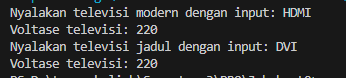 Nyalakan televisi modern dengan input: HDMI
Voltase televisi: 220
Nyalakan televisi jadul dengan input: DVI
Voltase televisi: 220